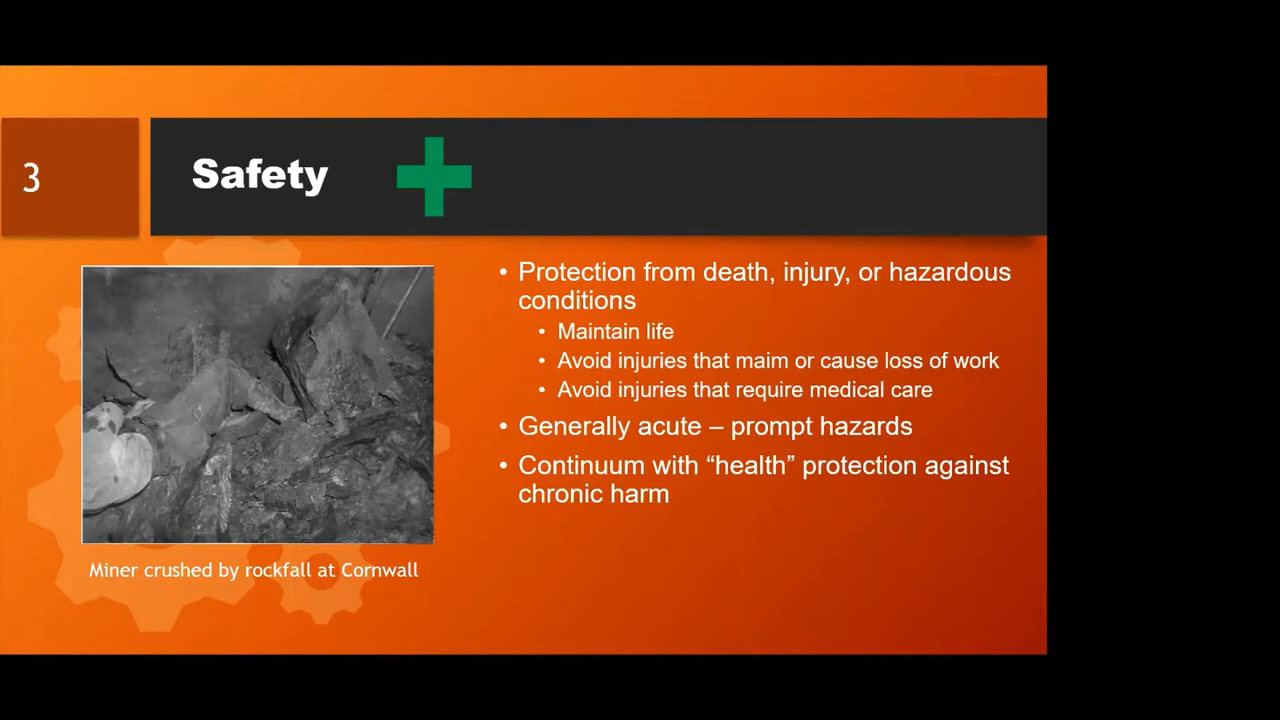 3
Safety
• Protection from death, injury, or hazardous
conditions
• Maintain life
• Avoid injuries that maim or cause loss of work
• Avoid injuries that require medical care
• Generally acute – prompt hazards
• Continuum with “health” protection against
chronic harm
Miner crushed by rockfall at Cornwall